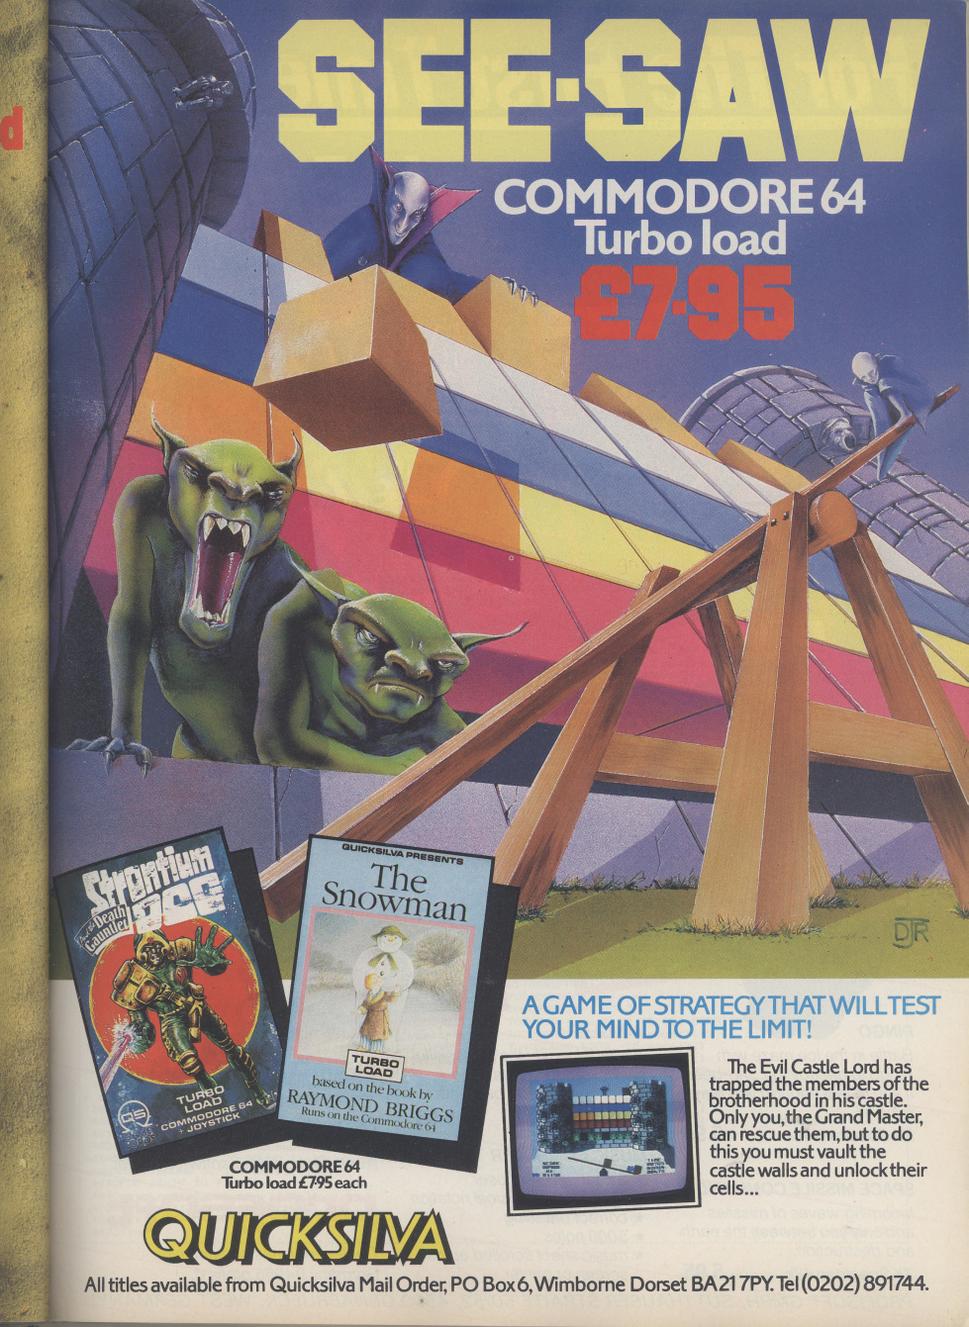 d
SEE-SAW
COMMODORE 64
Turbo load
£7·95
DJR
Strontium
DOG
and the Death
Gauntlet
TURBO
LOAD
COMMODORE 64
+ JOYSTICK
QS
QUICKSILVA PRESENTS
The
Snowman
TURBO
LOAD
based on the book by
RAYMOND BRIGGS
Runs on the Commodore 64
COMMODORE 64
Turbo load £7·95 each
A GAME OF STRATEGY THAT WILL TEST
YOUR MIND TO THE LIMIT!
The Evil Castle Lord has
trapped the members of the
brotherhood in his castle.
Only you, the Grand Master,
can rescue them, but to do
this you must vault the
castle walls and unlock their
cells...
QUICKSILVA
All titles available from Quicksilva Mail Order, PO Box 6, Wimborne Dorset BA21 7PY. Tel (0202) 891744.